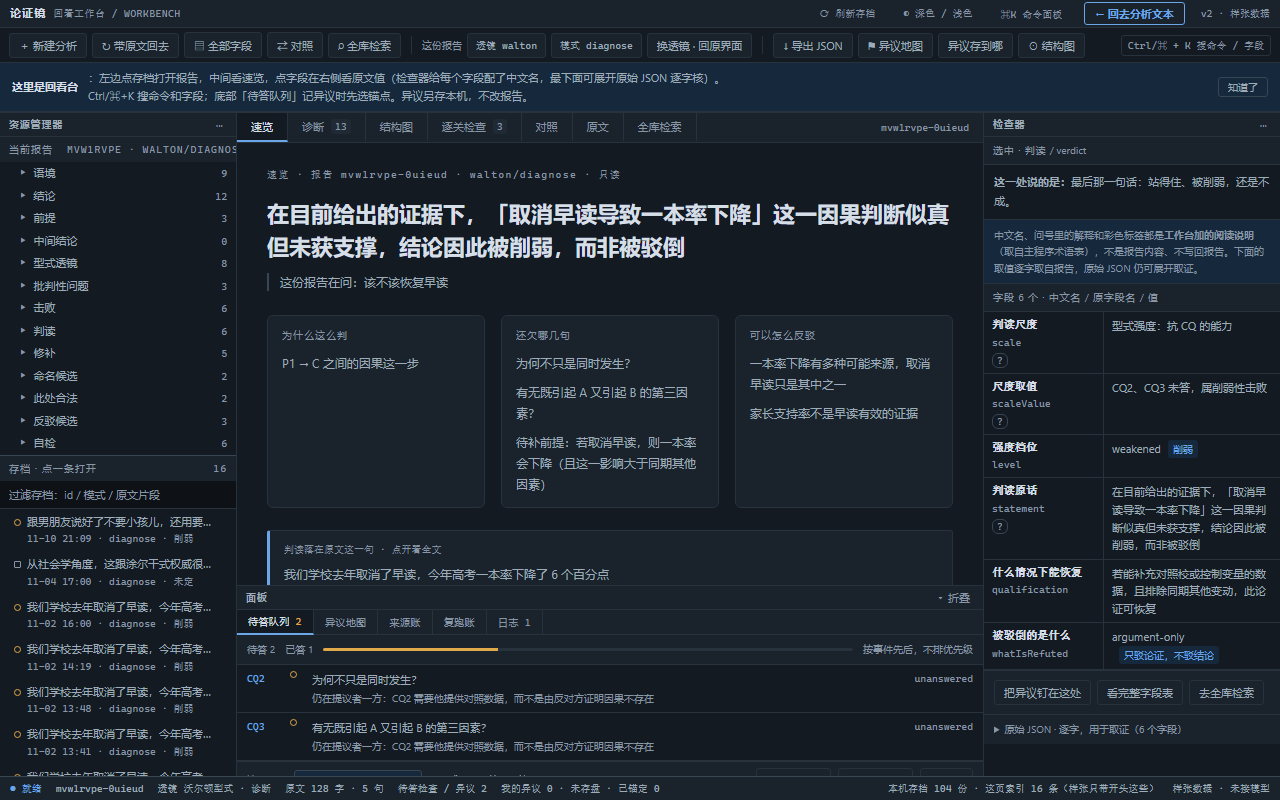 论证镜 回看工作台 / WORKBENCH
⟳ 刷新存档 ◐ 深色 / 浅色 ⌘K 命令面板 ← 回去分析文本 v2 · 样张数据
+ 新建分析 ↻ 带原文回去 ▤ 全部字段 ⇄ 对照 ⌕ 全库检索 这份报告 透镜 walton 模式 diagnose 换透镜 · 回原界面 ↓ 导出 JSON ⚑ 异议地图 异议存到哪 ⊙ 结构图 Ctrl/⌘ + K 搜命令 / 字段
这里是回看台 ：左边点存档打开报告，中间看速览，点字段在右侧看原文值（检查器给每个字段配了中文名，是下面可展开原始 JSON 逐字核）。
Ctrl/⌘+K 搜命令和字段；底部「待答队列」记异议时先选锚点。异议另存本机，不改报告。
知道了
资源管理器 …
当前报告 MVW1RVPE · WALTON/DIAGNOS
▸ 语境 9
▸ 结论 12
▸ 前提 3
▸ 中间结论 0
▸ 型式透镜 8
▸ 批判性问题 3
▸ 击败 6
▸ 判读 6
▸ 修补 5
▸ 命名候选 2
▸ 此处合法 2
▸ 反驳候选 3
▸ 自检 6
存档 · 点一条打开 16
过滤存档：id / 模式 / 原文片段
跟男朋友说好了不要小孩儿，还用要…
11-10 21:09 · diagnose · 削弱
从社会学角度，这跟涂尔干式权威很…
11-04 17:00 · diagnose · 未定
我们学校去年取消了早读，今年高考…
11-02 16:00 · diagnose · 削弱
我们学校去年取消了早读，今年高考…
11-02 14:19 · diagnose · 削弱
我们学校去年取消了早读，今年高考…
11-02 13:48 · diagnose · 削弱
我们学校去年取消了早读，今年高考…
11-02 13:41 · diagnose · 削弱
我们学校去年取消了早读，今年高考…
速览 诊断 13 结构图 逐关检查 3 对照 原文 全库检索 mvw1rvpe-0uieud
速览 · 报告 mvw1rvpe-0uieud · walton/diagnose · 只读
在目前给出的证据下，「取消早读导致一本率下降」这一因果判断似真
但未获支撑，结论因此被削弱，而非被驳倒
这份报告在问：该不该恢复早读
为什么这么判
P1 → C 之间的因果这一步
还欠哪几句
为何不只是同时发生？
有无既引起 A 又引起 B 的第三因
素？
待补前提：若取消早读，则一本率
会下降（且这一影响大于同期其他
因素）
可以怎么反驳
一本率下降有多种可能来源，取消
早读只是其中之一
家长支持率不是早读有效的证据
判读落在原文这一句 · 点开看全文
我们学校去年取消了早读，今年高考一本率下降了 6 个百分点
面板 ▾ 折叠
待答队列 2 异议地图 来源账 复跑账 日志 1
待答 2 已答 1 按事件先后，不排优先级
CQ2 为何不只是同时发生？ unanswered
仍在提议者一方：CQ2 需要他提供对照数据，而不是由反对方证明因果不存在
CQ3 有无既引起 A 又引起 B 的第三因素？ unanswered
仍在提议者一方：CQ2 需要他提供对照数据，而不是由反对方证明因果不存在
检查器 …
选中 · 判读 / verdict
这一处说的是：最后那一句话：站得住、被削弱，还是不
成。
中文名、问号里的解释和彩色标签都是工作台加的阅读说明
（取自主程序术语表），不是报告内容、不写回报告。下面的
取值逐字取自报告，原始 JSON 仍可展开取证。
字段 6 个 · 中文名 / 原字段名 / 值
判读尺度 型式强度：抗 CQ 的能力
scale
?
尺度取值 CQ2、CQ3 未答，属削弱性击败
scaleValue
?
强度档位 weakened 削弱
level
判读原话 在目前给出的证据下，「取消早
statement 读导致一本率下降」这一因果判
? 断似真但未获支撑，结论因此被
削弱，而非被驳倒
什么情况下能恢复 若能补充对照校或控制变量的数
qualification 据，且排除同期其他变动，此论
证可恢复
被驳倒的是什么 argument-only
whatIsRefuted 只驳论证，不驳结论
把异议钉在这处 看完整字段表 去全库检索
▸ 原始 JSON · 逐字，用于取证（6 个字段）
● 就绪 mvw1rvpe-0uieud 透镜 沃尔顿型式 · 诊断 原文 128 字 · 5 句 待答检查 / 异议 2 我的异议 0 · 未存盘 · 已锚定 0 本机存档 104 份 · 这页索引 16 条（样张只带开头这些） 样张数据 · 未接模型